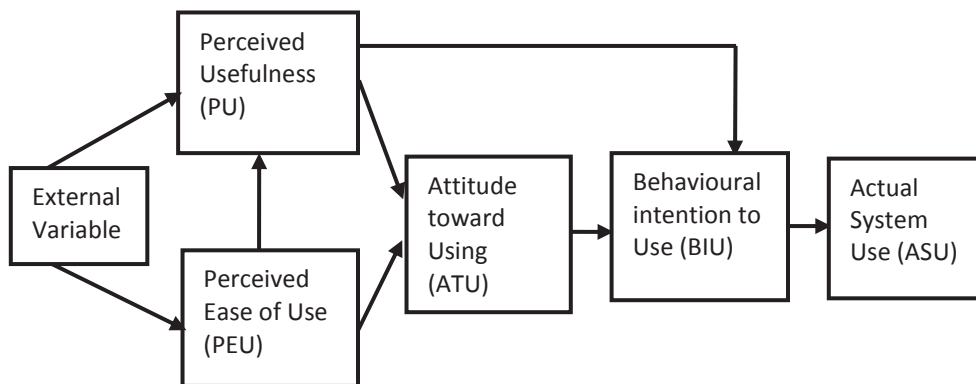 Perceived
Usefulness
(PU)
External
Variable
Perceived
Ease of Use
(PEU)
Attitude
toward
Using
(ATU)
Behavioural
intention to
Use (BIU)
Actual
System
Use (ASU)